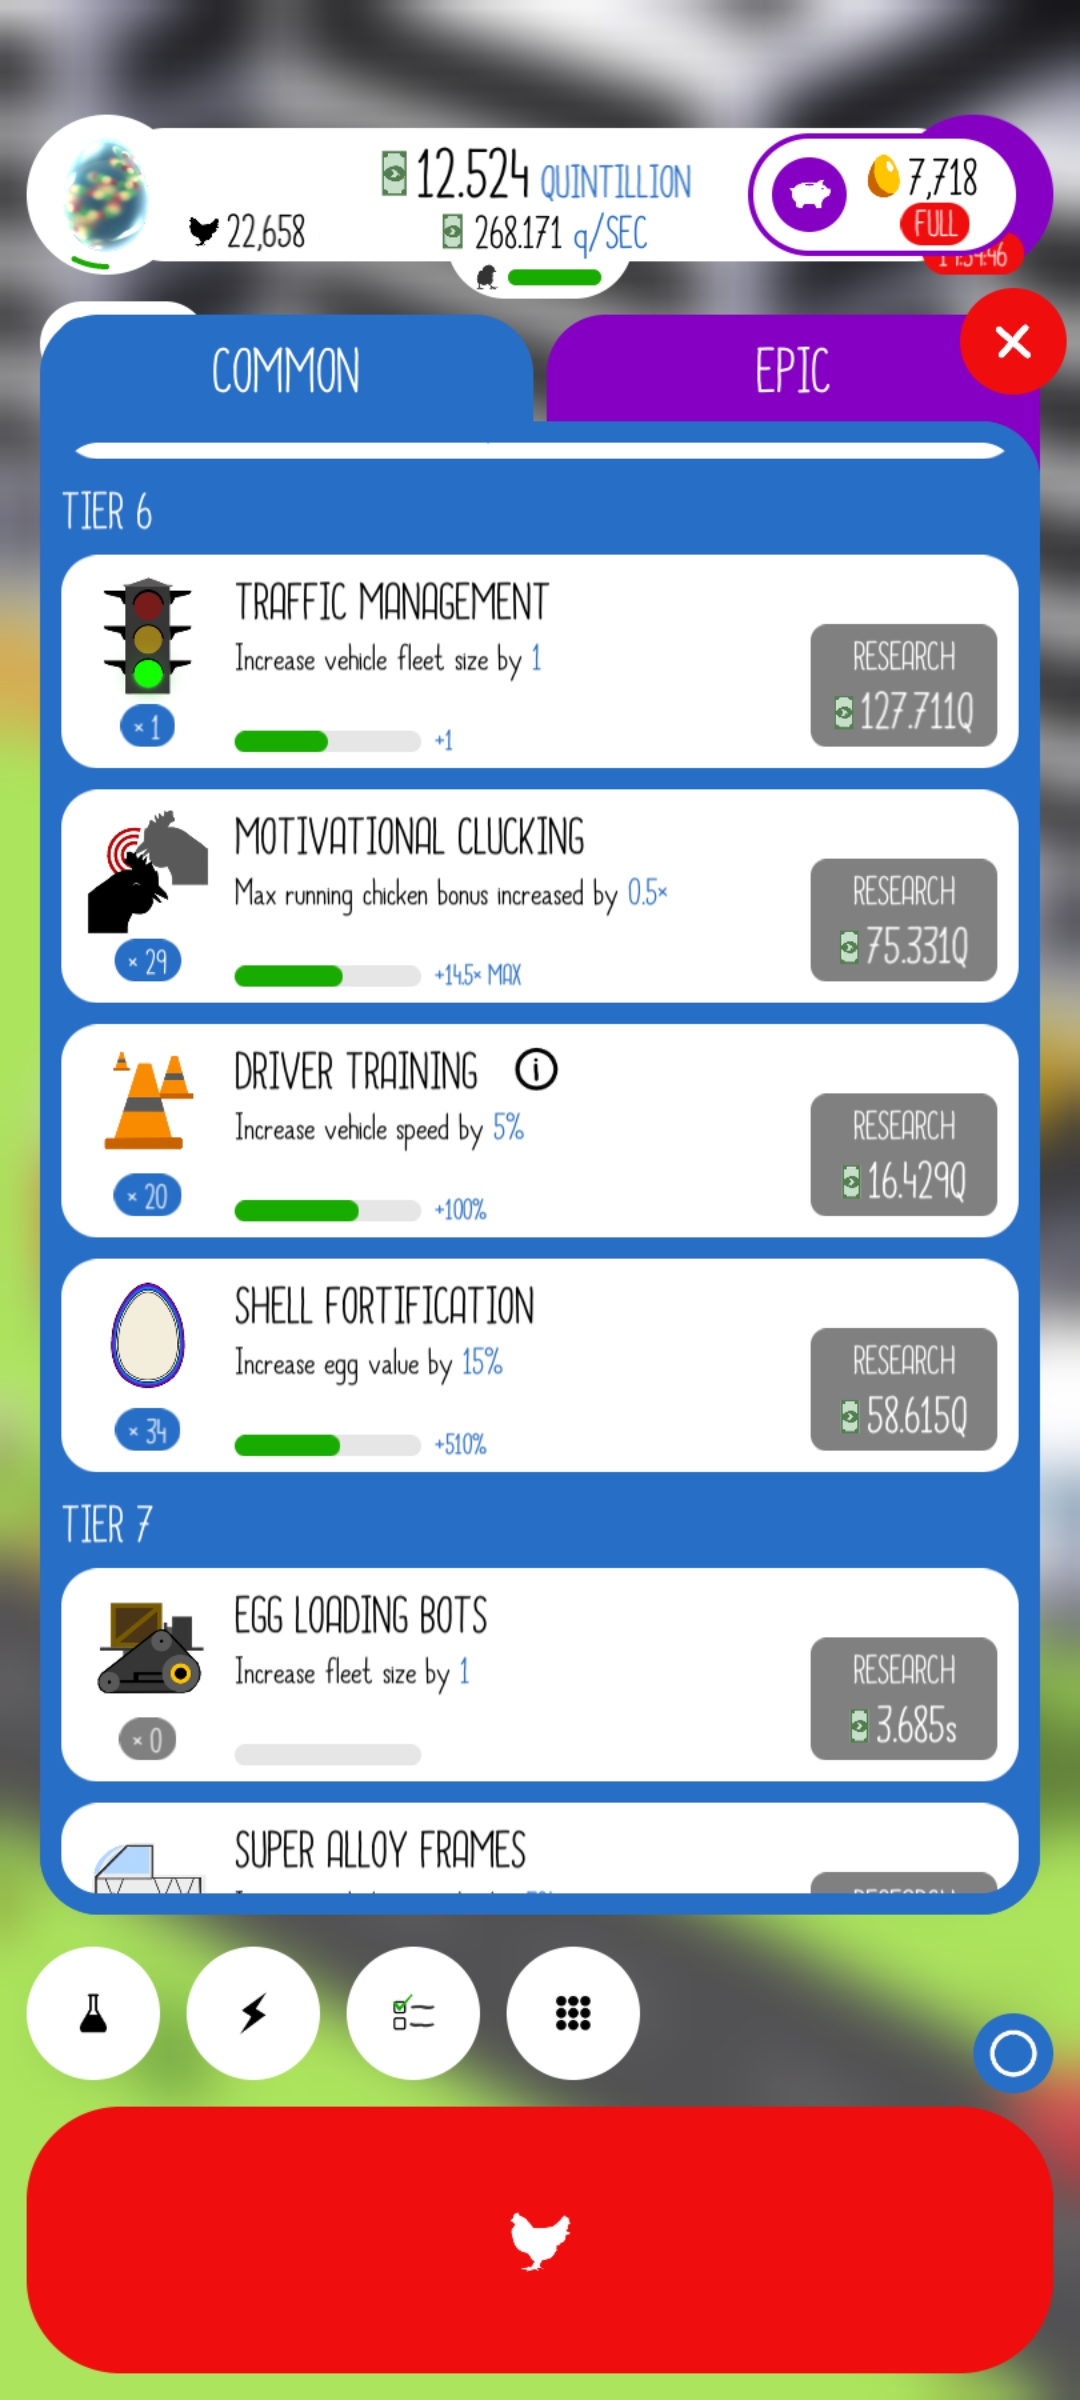 12.524 QUINTILLION
7,718
22,658
268.171 q/SEC
FULL
COMMON
EPIC
TIER 6
TRAFFIC MANAGEMENT
Increase vehicle fleet size by 1
RESEARCH
127.711Q
× 1
+1
MOTIVATIONAL CLUCKING
Max running chicken bonus increased by 0.5×
RESEARCH
75.331Q
× 29
+14.5× MAX
DRIVER TRAINING
Increase vehicle speed by 5%
RESEARCH
16.429Q
× 20
+100%
SHELL FORTIFICATION
Increase egg value by 15%
RESEARCH
58.615Q
× 34
+510%
TIER 7
EGG LOADING BOTS
Increase fleet size by 1
RESEARCH
3.685s
× 0
SUPER ALLOY FRAMES